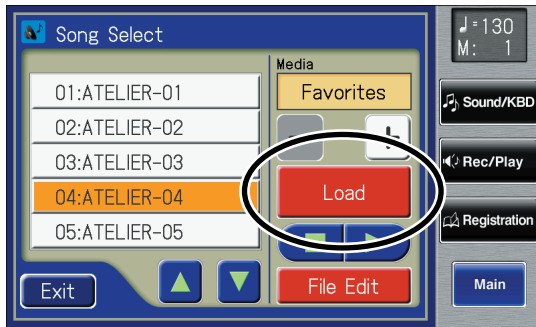 Song Select
01:ATELIER-01
02:ATELIER-02
03:ATELIER-03
04:ATELIER-04
05:ATELIER-05
Exit
Media
Favorites
-
+
Load
File Edit
♩=130
M: 1
Sound/KBD
Rec/Play
Registration
Main